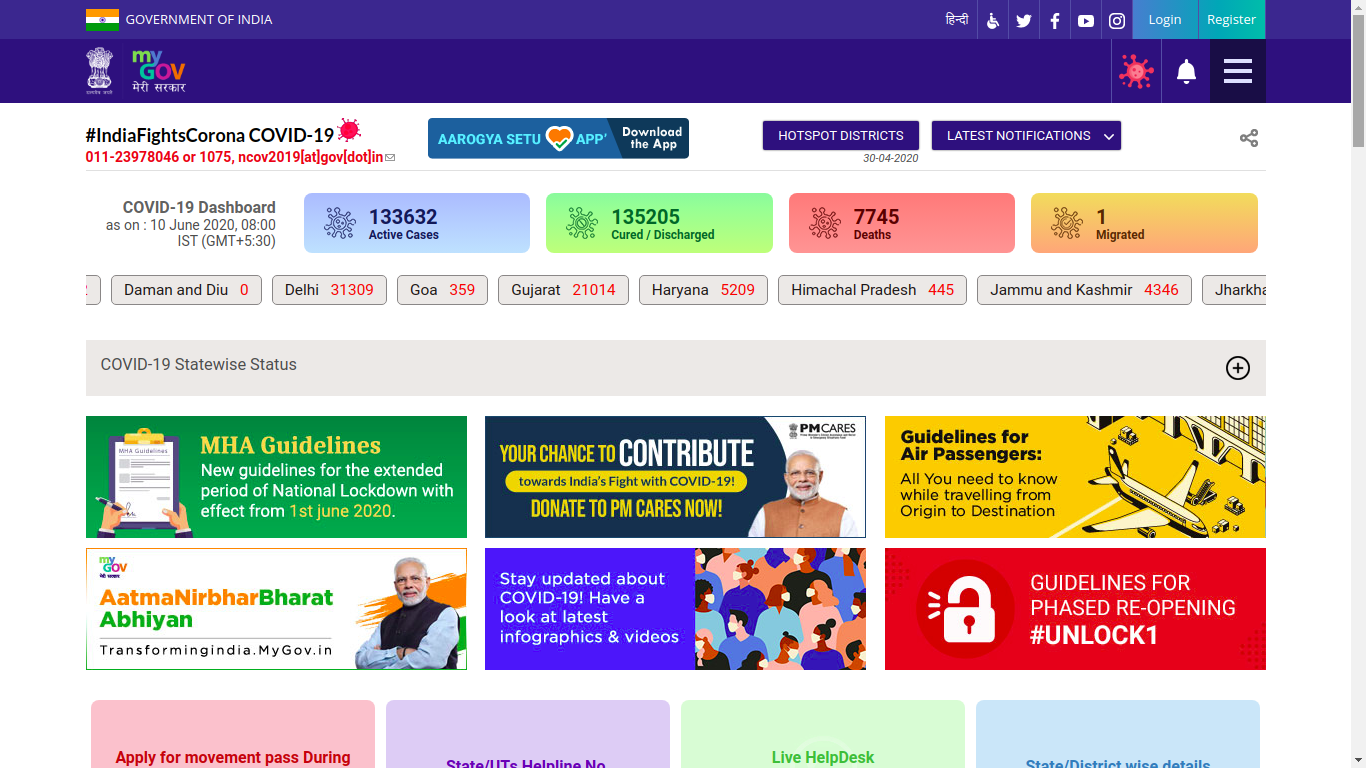 GOVERNMENT OF INDIA
हिन्दी
Login
Register
my
GOV
मेरी सरकार
#IndiaFightsCorona COVID-19
011-23978046 or 1075, ncov2019[at]gov[dot]in
AAROGYA SETU APP'
Download
the App
HOTSPOT DISTRICTS
30-04-2020
LATEST NOTIFICATIONS
COVID-19 Dashboard
as on : 10 June 2020, 08:00
IST (GMT+5:30)
133632
Active Cases
135205
Cured / Discharged
7745
Deaths
1
Migrated
Daman and Diu 0 Delhi 31309 Goa 359 Gujarat 21014 Haryana 5209 Himachal Pradesh 445 Jammu and Kashmir 4346 Jharkha
COVID-19 Statewise Status
MHA Guidelines
MHA Guidelines
New guidelines for the extended
period of National Lockdown with
effect from 1st june 2020.
PM CARES
YOUR CHANCE TO CONTRIBUTE
towards India's Fight with COVID-19!
DONATE TO PM CARES NOW!
Guidelines for
Air Passengers:
All You need to know
while travelling from
Origin to Destination
my
GOV
मेरी सरकार
AatmaNirbharBharat
Abhiyan
Transformingindia.MyGov.in
Stay updated about
COVID-19! Have a
look at latest
infographics & videos
GUIDELINES FOR
PHASED RE-OPENING
#UNLOCK1
Apply for movement pass During
State/UTs Helpline No
Live HelpDesk
State/District wise details